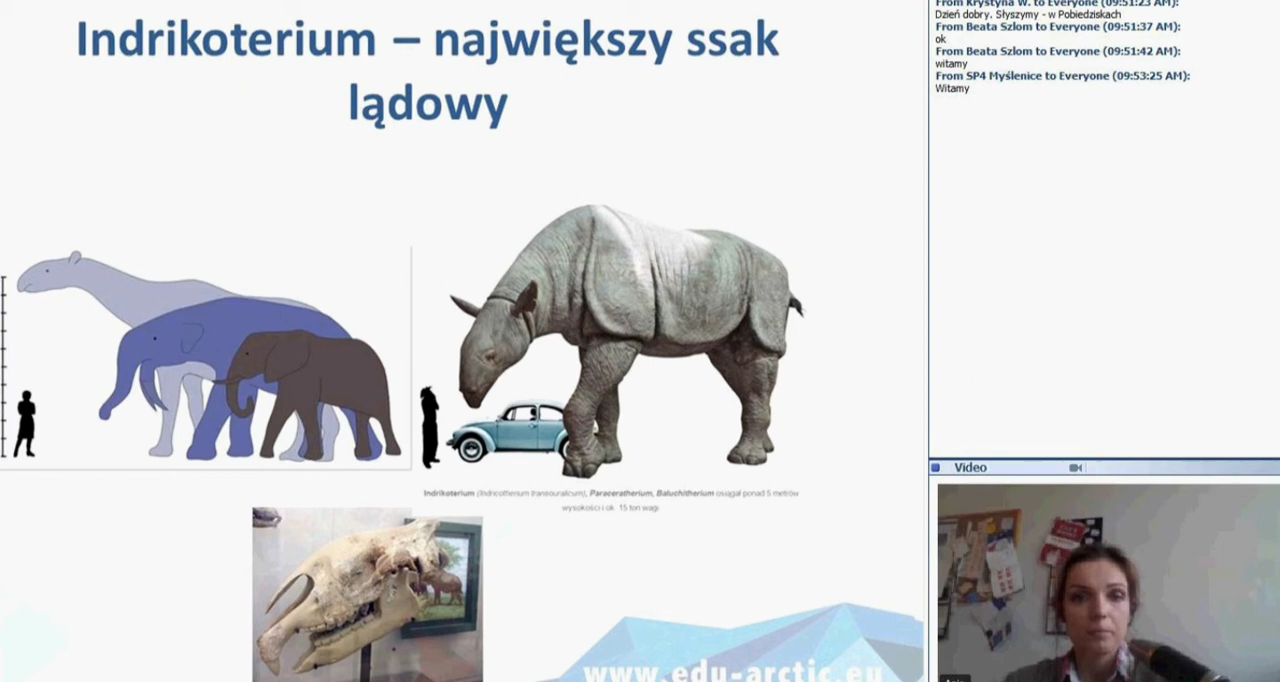 Indrikoterium – największy ssak
lądowy
Indrikoterium (Indricotherium transouralicum), Paraceratherium, Baluchitherium osiągał ponad 5 metrów
wysokości i ok. 15 ton wagi
www.edu-arctic.eu
From Krystyna W. to Everyone (09:51:23 AM):
Dzień dobry. Słyszymy - w Pobiedziskach
From Beata Szlom to Everyone (09:51:37 AM):
ok
From Beata Szlom to Everyone (09:51:42 AM):
witamy
From SP4 Myślenice to Everyone (09:53:25 AM):
Witamy
Video